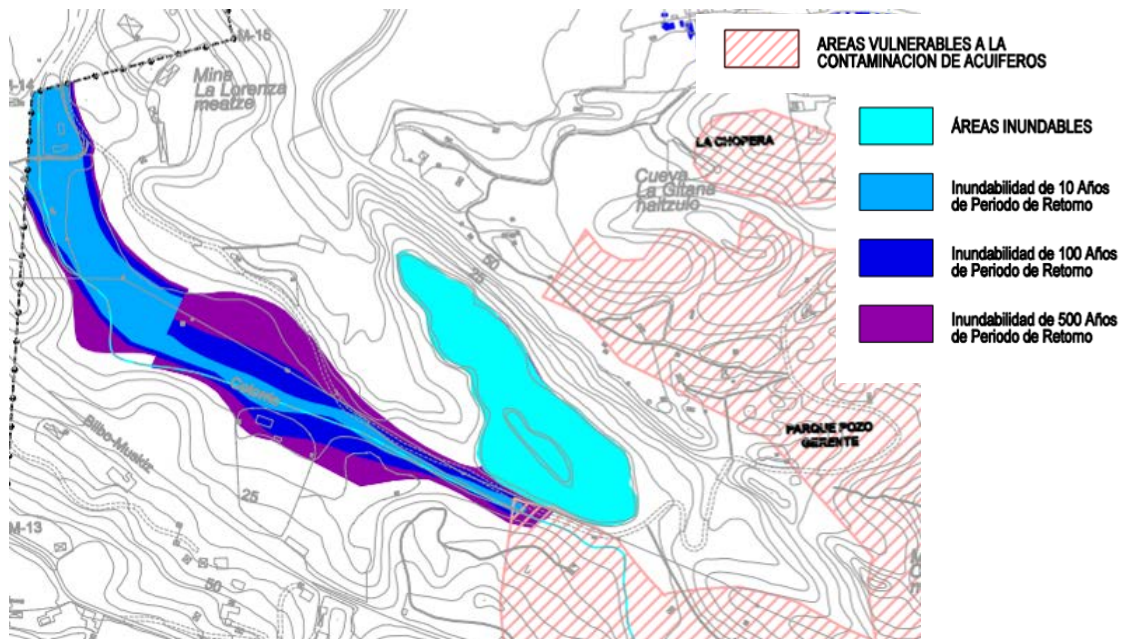 M-15
M-14
Mina
La Lorenza
meatze
AREAS VULNERABLES A LA
CONTAMINACION DE ACUIFEROS
ÁREAS INUNDABLES
Inundabilidad de 10 Años
de Periodo de Retorno
Inundabilidad de 100 Años
de Periodo de Retorno
Inundabilidad de 500 Años
de Periodo de Retorno
LA CHOPERA
Cueva
La Gitana
haitzulo
50
25
PARQUE POZO
GERENTE
Bilbo-Muskiz
25
M-13
50